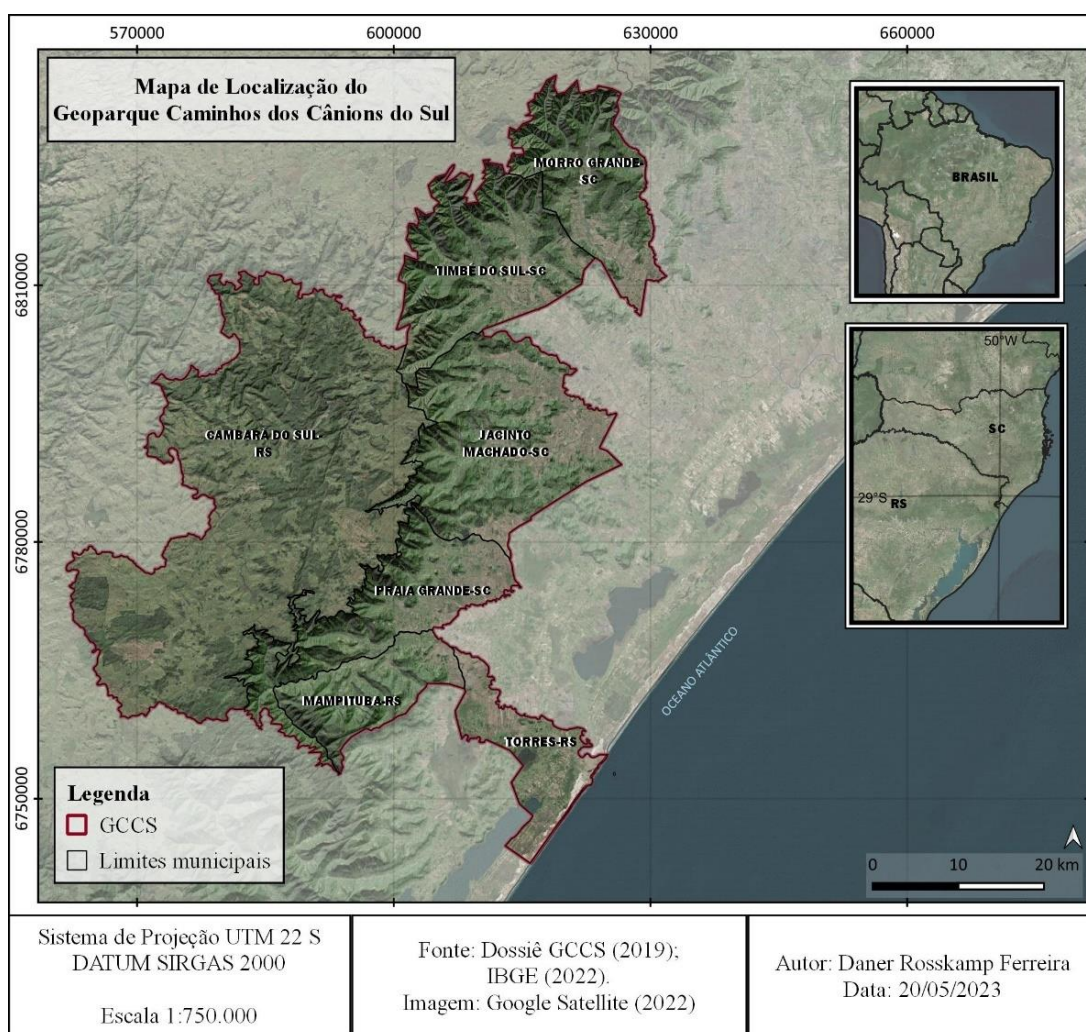 570000
600000
630000
660000
Mapa de Localização do
Geoparque Caminhos dos Cânions do Sul
MORRO GRANDE-
SC
BRASIL
TIMBÉ DO SUL-SC
6810000
50°W
CAMBARÁ DO SUL-
RS
JACINTO
MACHADO-SC
SC
29°S
RS
6780000
PRAIA GRANDE-SC
OCEANO ATLÂNTICO
MAMPITUBA-RS
TORRES-RS
6750000
Legenda
GCCS
Limites municipais
0 10 20 km
Sistema de Projeção UTM 22 S
DATUM SIRGAS 2000
Escala 1:750.000
Fonte: Dossiê GCCS (2019);
IBGE (2022).
Imagem: Google Satellite (2022)
Autor: Daner Rosskamp Ferreira
Data: 20/05/2023